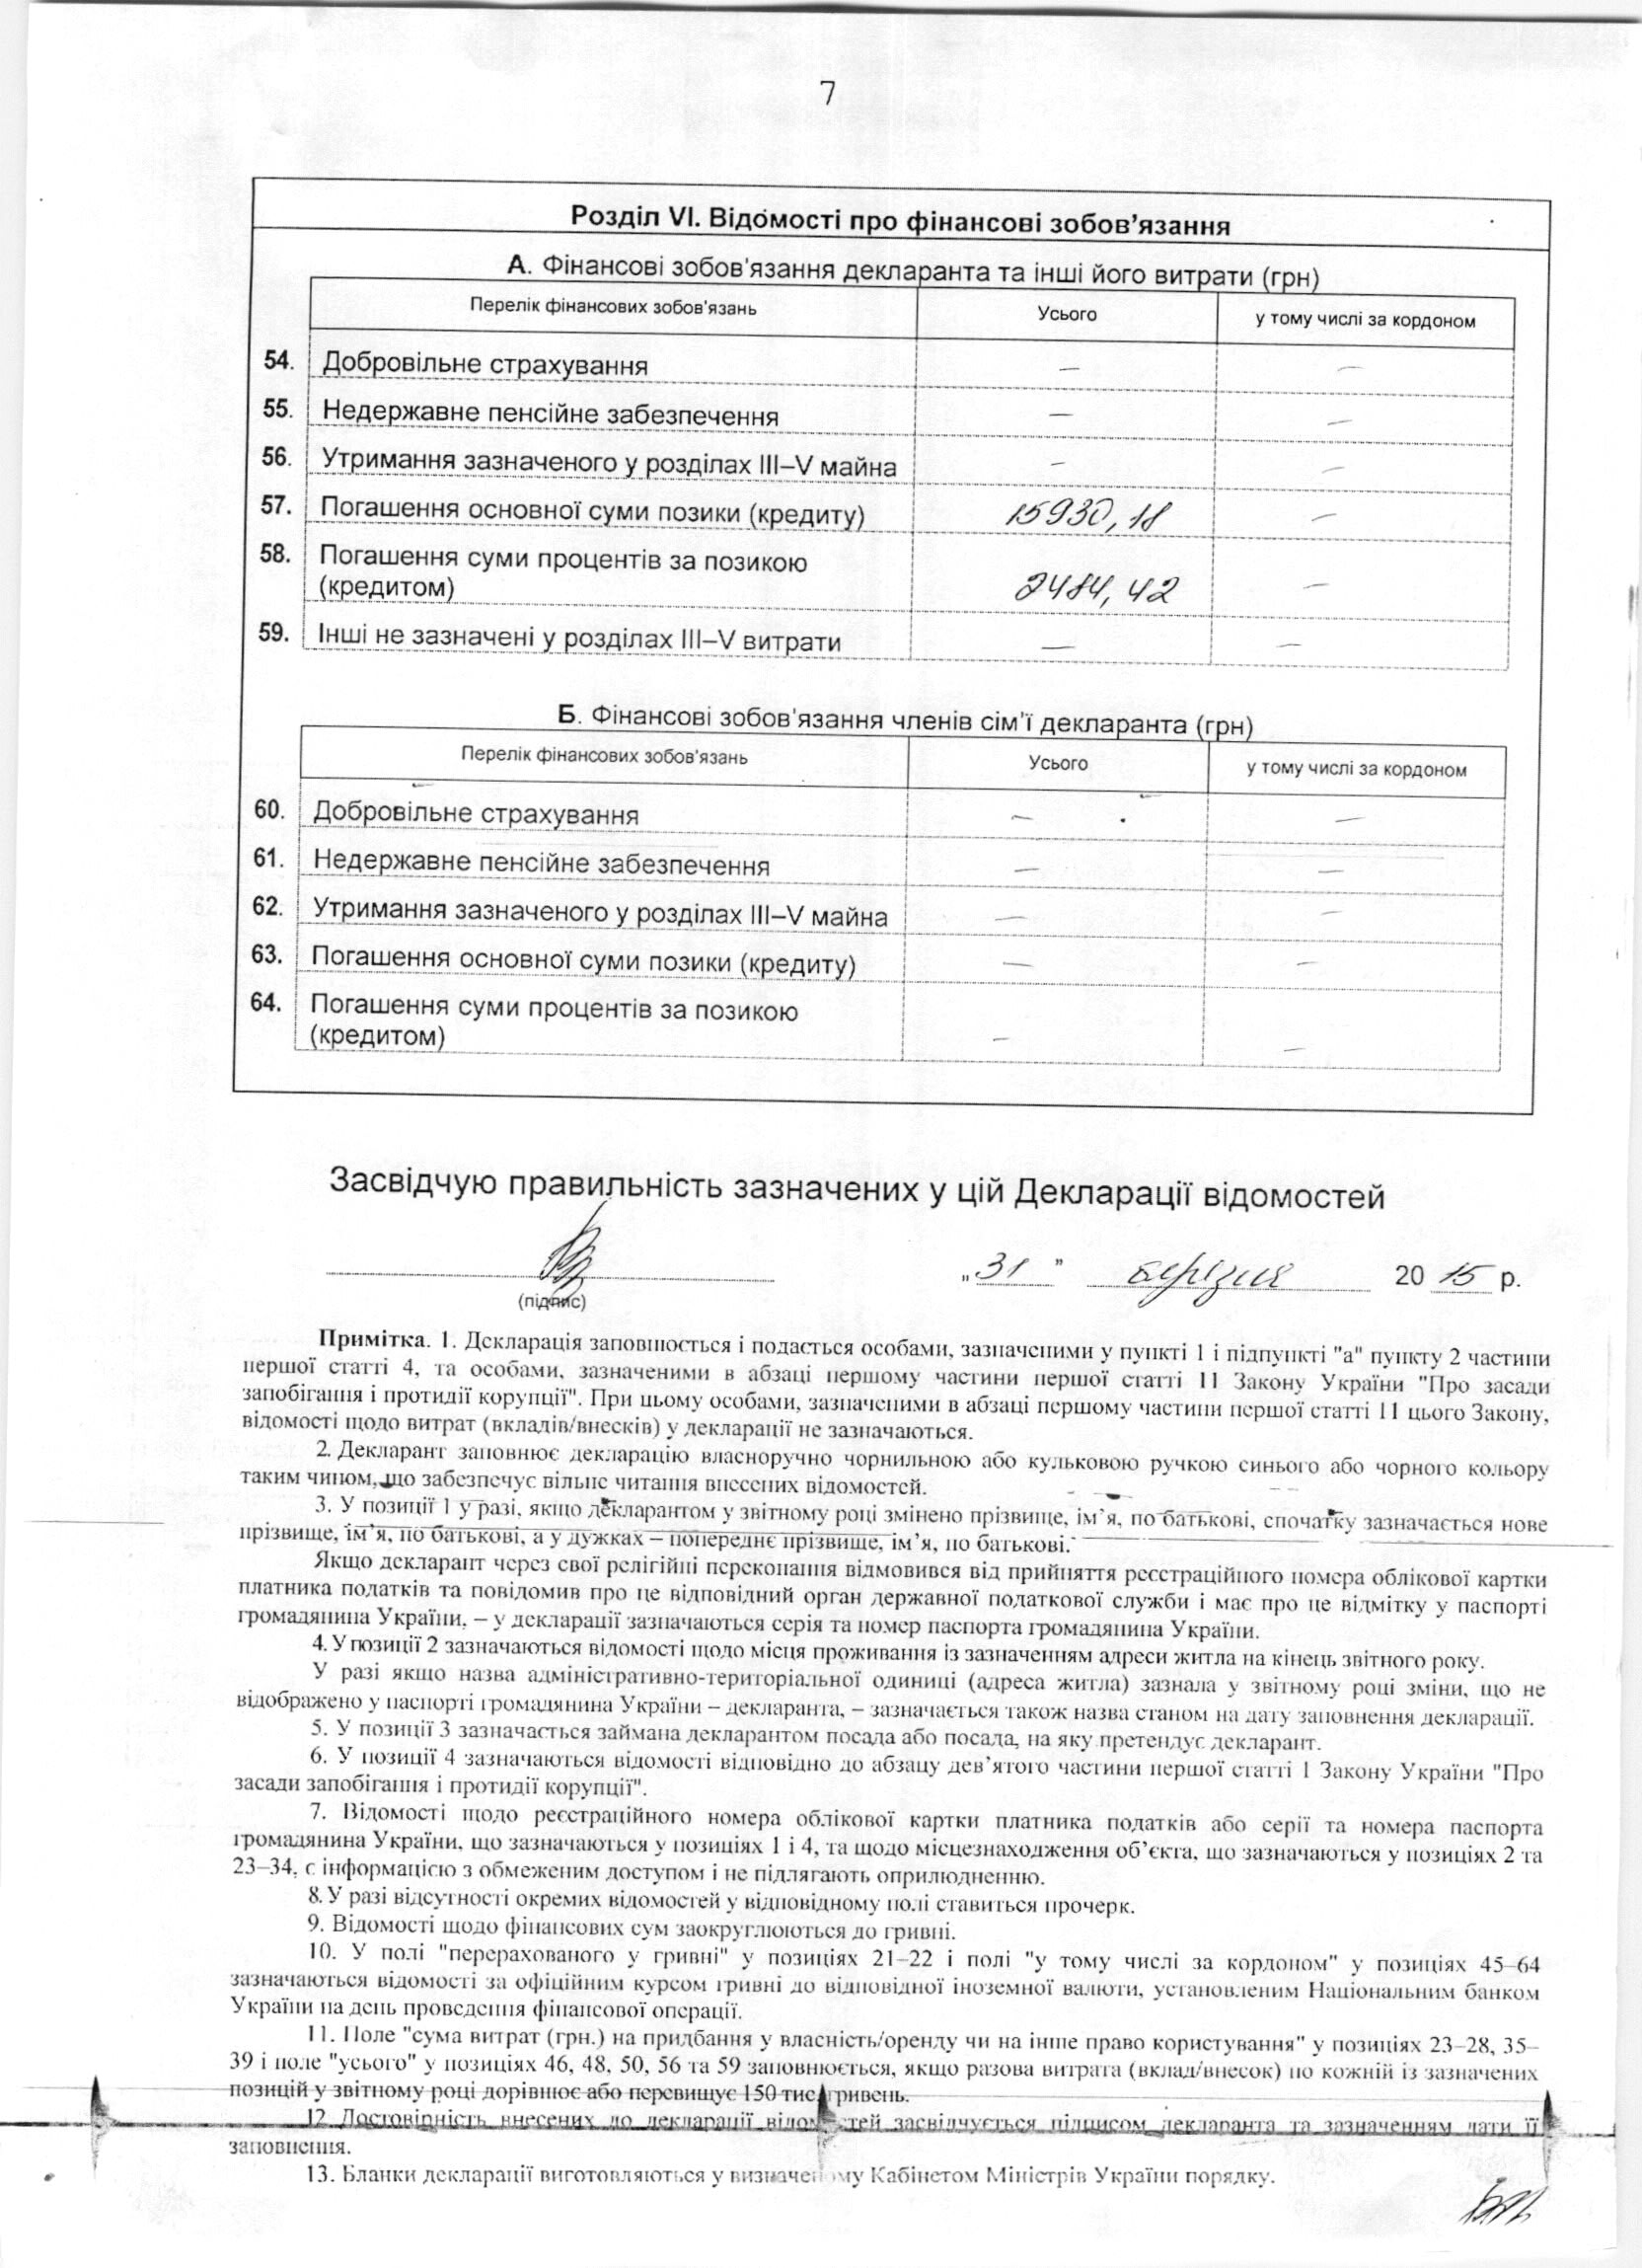 7
Розділ VI. Відомості про фінансові зобов'язання
А. Фінансові зобов'язання декларанта та інші його витрати (грн)
Перелік фінансових зобов'язань Усього у тому числі за кордоном
54. Добровільне страхування — —
55. Недержавне пенсійне забезпечення — —
56. Утримання зазначеного у розділах III–V майна — —
57. Погашення основної суми позики (кредиту) 15930,18 —
58. Погашення суми процентів за позикою
(кредитом) 2484,42 —
59. Інші не зазначені у розділах III–V витрати — —
Б. Фінансові зобов'язання членів сім'ї декларанта (грн)
Перелік фінансових зобов'язань Усього у тому числі за кордоном
60. Добровільне страхування — —
61. Недержавне пенсійне забезпечення — —
62. Утримання зазначеного у розділах III–V майна — —
63. Погашення основної суми позики (кредиту) — —
64. Погашення суми процентів за позикою
(кредитом) — —
Засвідчую правильність зазначених у цій Декларації відомостей
„31" березня 2015 р.
(підпис)
Примітка. 1. Декларація заповнюється і подається особами, зазначеними у пункті 1 і підпункті "а" пункту 2 частини
першої статті 4, та особами, зазначеними в абзаці першому частини першої статті 11 Закону України "Про засади
запобігання і протидії корупції". При цьому особами, зазначеними в абзаці першому частини першої статті 11 цього Закону,
відомості щодо витрат (вкладів/внесків) у декларації не зазначаються.
2. Декларант заповнює декларацію власноручно чорнильною або кульковою ручкою синього або чорного кольору
таким чином, що забезпечує вільне читання внесених відомостей.
3. У позиції 1 у разі, якщо декларантом у звітному році змінено прізвище, ім'я, по батькові, спочатку зазначається нове
прізвище, ім'я, по батькові, а у дужках – попереднє прізвище, ім'я, по батькові.
Якщо декларант через свої релігійні переконання відмовився від прийняття реєстраційного номера облікової картки
платника податків та повідомив про це відповідний орган державної податкової служби і має про це відмітку у паспорті
громадянина України, – у декларації зазначаються серія та номер паспорта громадянина України.
4. У позиції 2 зазначаються відомості щодо місця проживання із зазначенням адреси житла на кінець звітного року.
У разі якщо назва адміністративно-територіальної одиниці (адреса житла) зазнала у звітному році зміни, що не
відображено у паспорті громадянина України – декларанта, – зазначається також назва станом на дату заповнення декларації.
5. У позиції 3 зазначається займана декларантом посада або посада, на яку претендує декларант.
6. У позиції 4 зазначаються відомості відповідно до абзацу дев'ятого частини першої статті 1 Закону України "Про
засади запобігання і протидії корупції".
7. Відомості щодо реєстраційного номера облікової картки платника податків або серії та номера паспорта
громадянина України, що зазначаються у позиціях 1 і 4, та щодо місцезнаходження об'єкта, що зазначаються у позиціях 2 та
23–34, є інформацією з обмеженим доступом і не підлягають оприлюдненню.
8. У разі відсутності окремих відомостей у відповідному полі ставиться прочерк.
9. Відомості щодо фінансових сум заокруглюються до гривні.
10. У полі "перерахованого у гривні" у позиціях 21–22 і полі "у тому числі за кордоном" у позиціях 45–64
зазначаються відомості за офіційним курсом гривні до відповідної іноземної валюти, установленим Національним банком
України на день проведення фінансової операції.
11. Поле "сума витрат (грн.) на придбання у власність/оренду чи на інше право користування" у позиціях 23–28, 35–
39 і поле "усього" у позиціях 46, 48, 50, 56 та 59 заповнюється, якщо разова витрата (вклад/внесок) по кожній із зазначених
позицій у звітному році дорівнює або перевищує 150 тис. гривень.
12. Достовірність внесених до декларації відомостей засвідчується підписом декларанта та зазначенням дати її
заповнення.
13. Бланки декларації виготовляються у визначеному Кабінетом Міністрів України порядку.